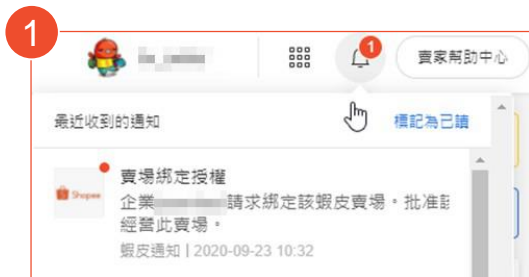 1
1
賣家幫助中心
最近收到的通知
標記為已讀
Shopee
賣場綁定授權
企業 請求綁定該蝦皮賣場。批准
經營此賣場。
蝦皮通知 | 2020-09-23 10:32